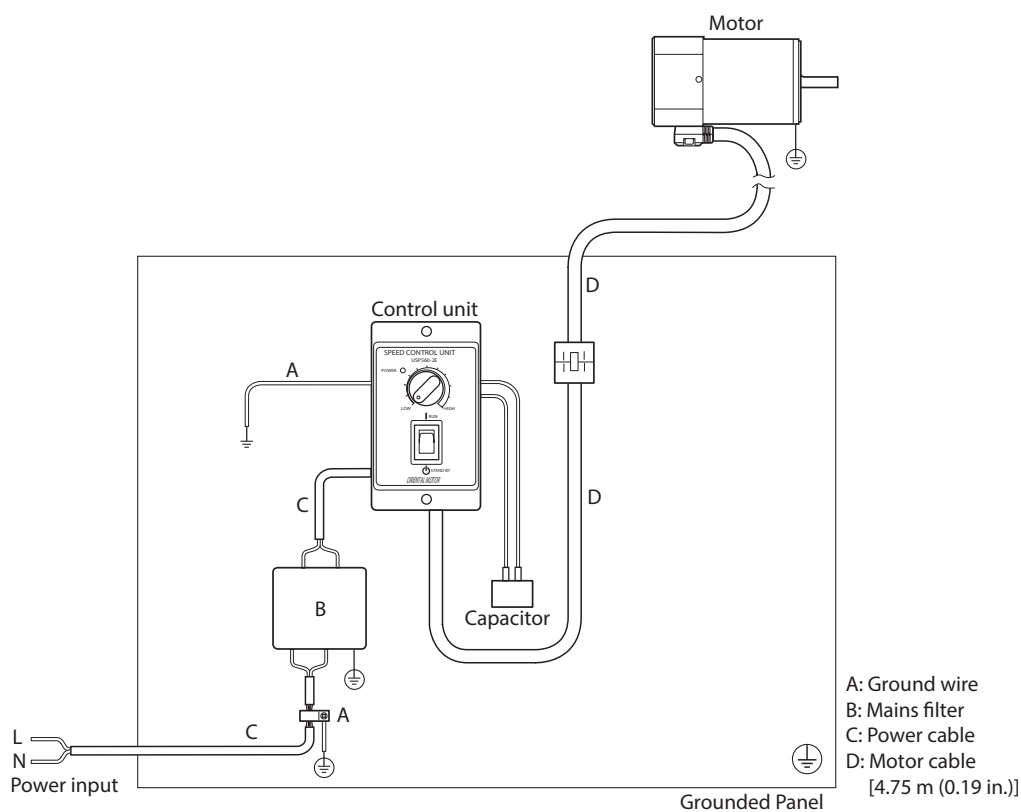 Motor
D
Control unit
SPEED CONTROL UNIT
USP560-2E
POWER
LOW
HIGH
RUN
STAND-BY
ORIENTAL MOTOR
A
C
D
B
Capacitor
A
C
L
N
Power input
Grounded Panel
A: Ground wire
B: Mains filter
C: Power cable
D: Motor cable
[4.75 m (0.19 in.)]